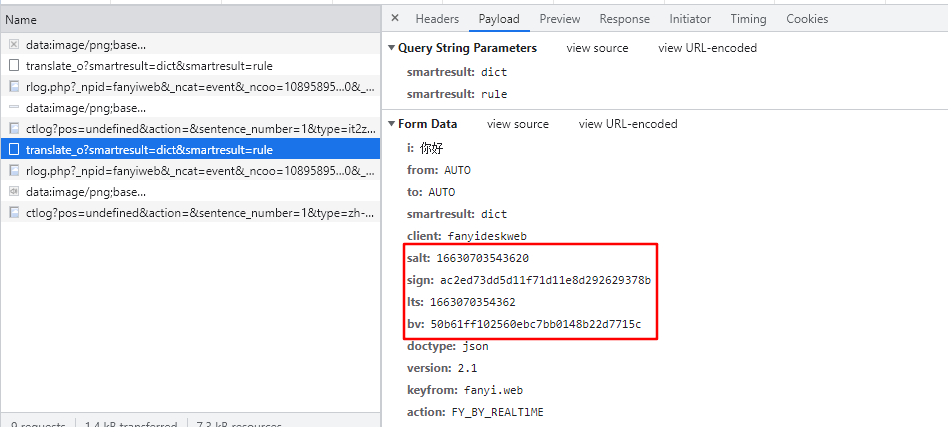 Name
data:image/png;base...
translate_o?smartresult=dict&smartresult=rule
rlog.php?_npid=fanyiweb&_ncat=event&_ncoo=10895895...0&_...
data:image/png;base...
ctlog?pos=undefined&action=&sentence_number=1&type=it2z...
translate_o?smartresult=dict&smartresult=rule
rlog.php?_npid=fanyiweb&_ncat=event&_ncoo=10895895...0&_...
data:image/png;base...
ctlog?pos=undefined&action=&sentence_number=1&type=zh-...
9 requests 1.4 kB transferred 7.3 kB resources
× Headers Payload Preview Response Initiator Timing Cookies
▼Query String Parameters view source view URL-encoded
smartresult: dict
smartresult: rule
▼Form Data view source view URL-encoded
i: 你好
from: AUTO
to: AUTO
smartresult: dict
client: fanyideskweb
salt: 16630703543620
sign: ac2ed73dd5d11f71d11e8d292629378b
lts: 1663070354362
bv: 50b61ff102560ebc7bb0148b22d7715c
doctype: json
version: 2.1
keyfrom: fanyi.web
action: FY_BY_REALTlME